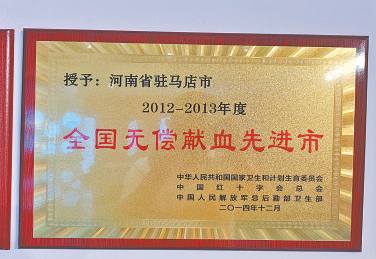 授予：河南省驻马店市
2012-2013年度
全国无偿献血先进市
中华人民共和国国家卫生和计划生育委员会
中国红十字会总会
中国人民解放军总后勤部卫生部
二〇一四年十二月